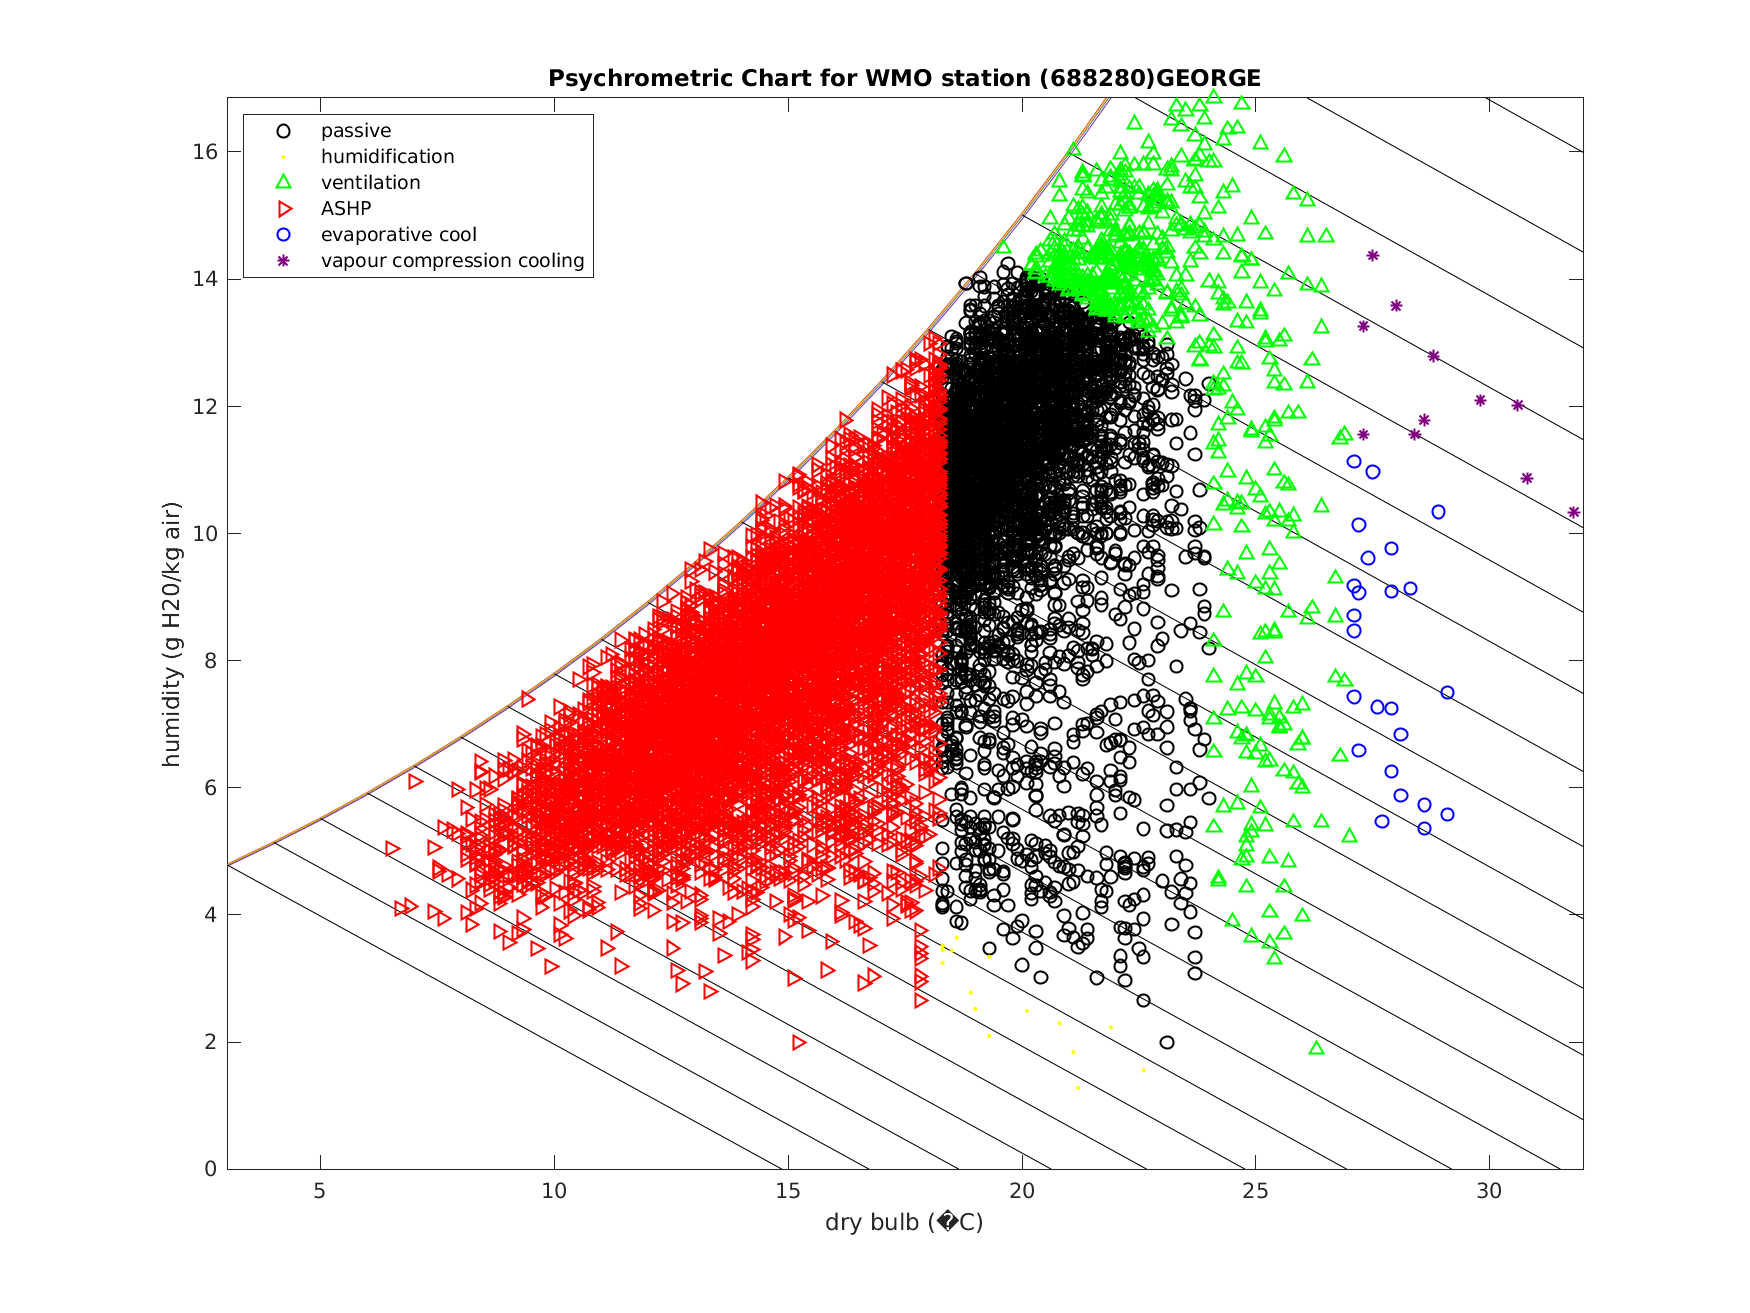 Psychrometric Chart for WMO station (688280)GEORGE
passive
humidification
ventilation
ASHP
evaporative cool
vapour compression cooling
humidity (g H20/kg air)
16
14
12
10
8
6
4
2
0
5 10 15 20 25 30
dry bulb (�C)